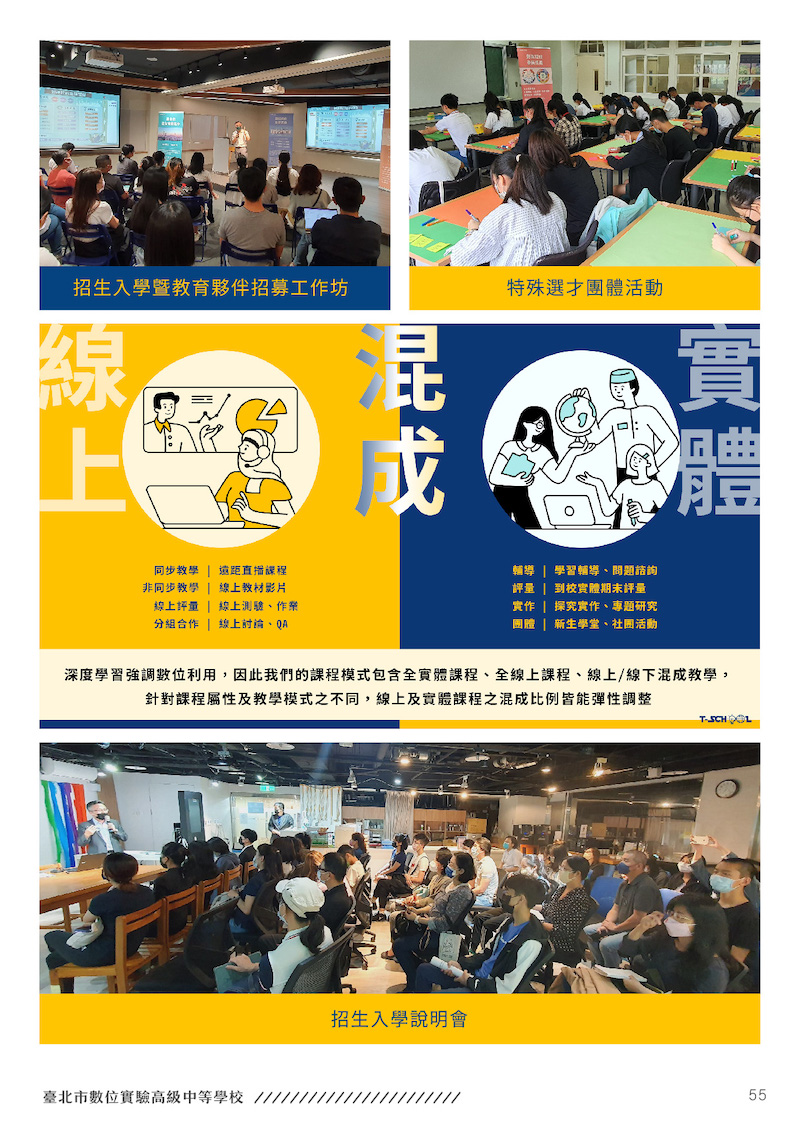 招生入學暨教育夥伴招募工作坊
特殊選才團體活動
線上
混成
實體
同步教學 | 遠距直播課程
非同步教學 | 線上教材影片
線上評量 | 線上測驗、作業
分組合作 | 線上討論、QA
輔導 | 學習輔導、問題諮詢
評量 | 到校實體期末評量
實作 | 探究實作、專題研究
團體 | 新生學堂、社團活動
深度學習強調數位利用，因此我們的課程模式包含全實體課程、全線上課程、線上/線下混成教學，
針對課程屬性及教學模式之不同，線上及實體課程之混成比例皆能彈性調整
T-SCHOOL
招生入學說明會
臺北市數位實驗高級中等學校
55